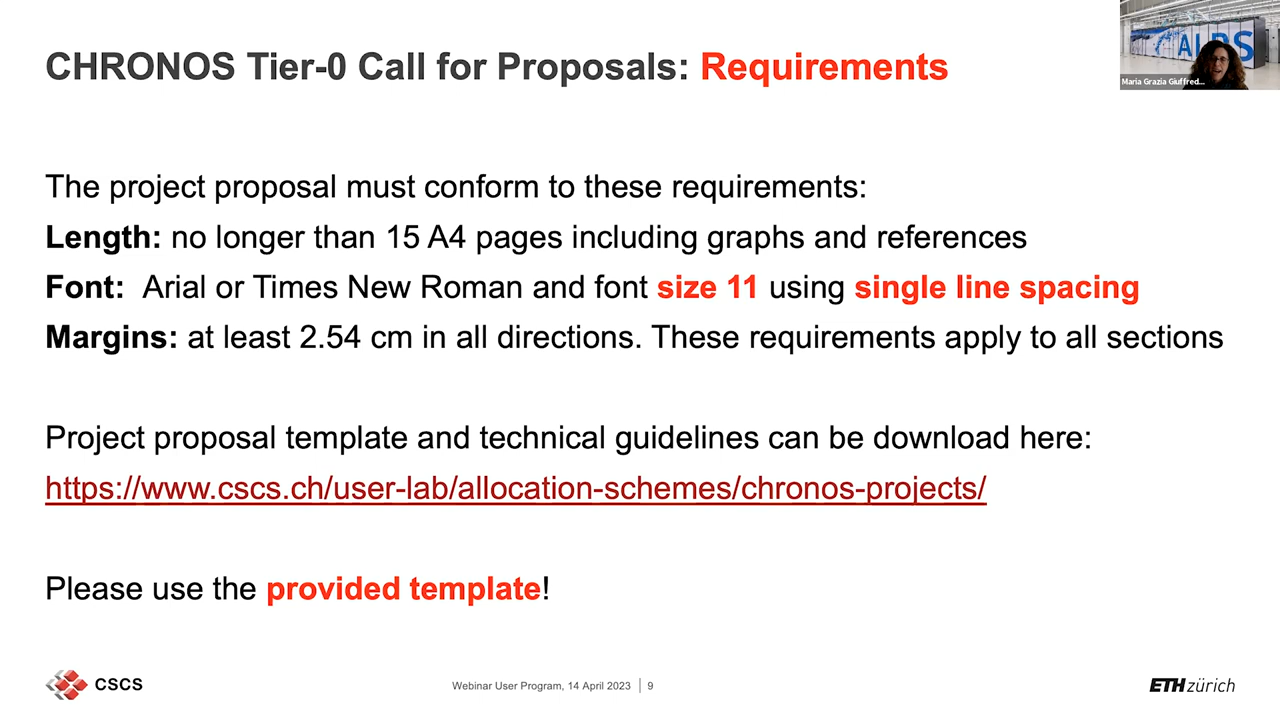 CHRONOS Tier-0 Call for Proposals: Requirements
ALPS
Maria Grazia Giuffred...
The project proposal must conform to these requirements:
Length: no longer than 15 A4 pages including graphs and references
Font: Arial or Times New Roman and font size 11 using single line spacing
Margins: at least 2.54 cm in all directions. These requirements apply to all sections
Project proposal template and technical guidelines can be download here:
https://www.cscs.ch/user-lab/allocation-schemes/chronos-projects/
Please use the provided template!
CSCS
Webinar User Program, 14 April 2023 | 9
ETH zürich